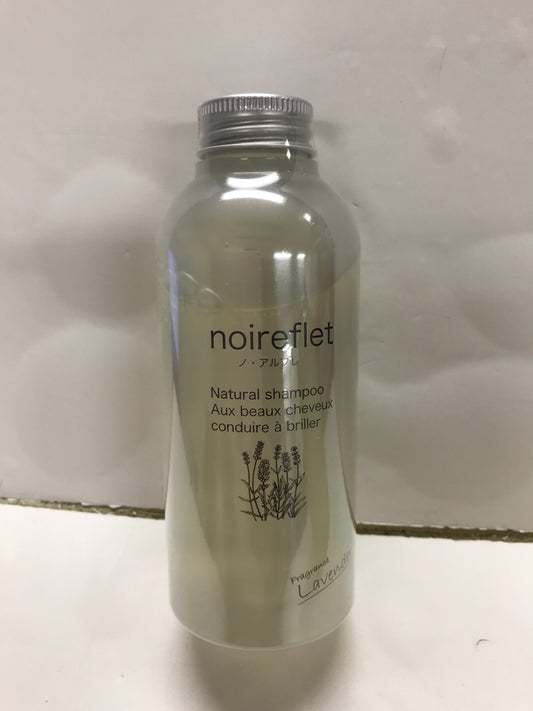 noireflet
ノ・アルフレ
Natural shampoo
Aux beaux cheveux
conduire à briller
Fragrance
Lavender